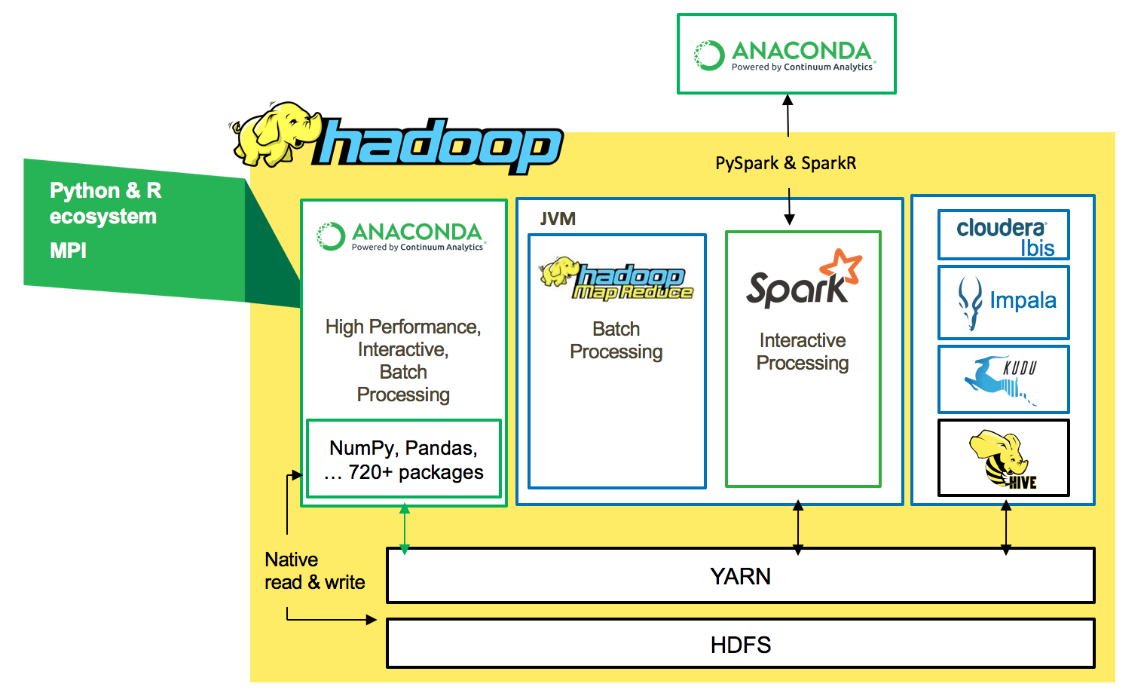 ANACONDA
Powered by Continuum Analytics
hadoop
PySpark & SparkR
Python & R
ecosystem
MPI
ANACONDA
Powered by Continuum Analytics
High Performance,
Interactive,
Batch
Processing
NumPy, Pandas,
... 720+ packages
JVM
hadoop
Map Reduce
Batch
Processing
Spark
Interactive
Processing
cloudera
Ibis
Impala
KUDU
HIVE
Native
read & write
YARN
HDFS